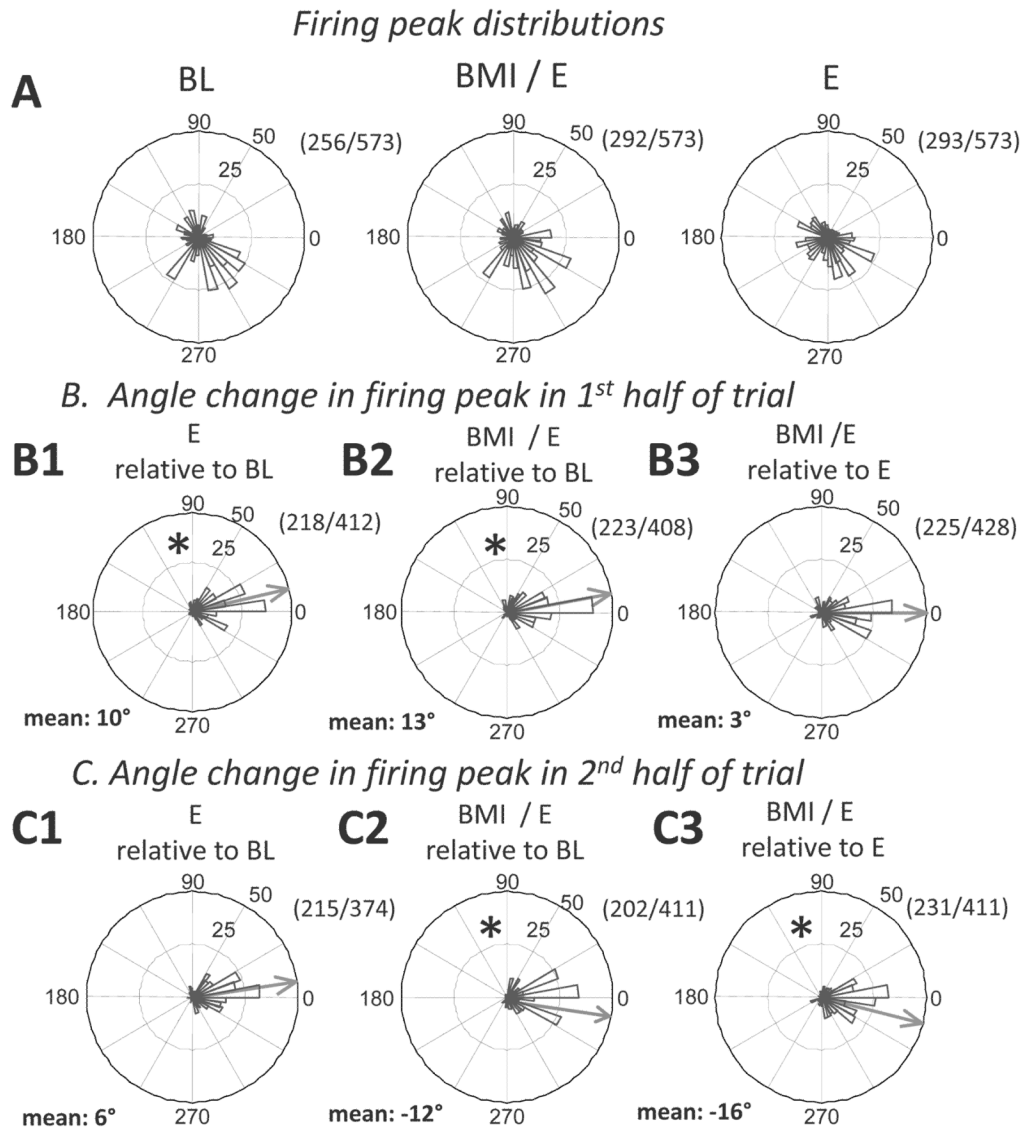 Firing peak distributions
A
BL
BMI / E
E
90
50
(256/573)
25
180
0
270
90
50
(292/573)
25
180
0
270
90
50
(293/573)
25
180
0
270
B. Angle change in firing peak in 1st half of trial
B1
E
relative to BL
90
50
(218/412)
*
25
180
0
270
mean: 10°
B2
BMI / E
relative to BL
90
50
(223/408)
*
25
180
0
270
mean: 13°
B3
BMI /E
relative to E
90
50
(225/428)
25
180
0
270
mean: 3°
C. Angle change in firing peak in 2nd half of trial
C1
E
relative to BL
90
50
(215/374)
25
180
0
270
mean: 6°
C2
BMI / E
relative to BL
90
50
(202/411)
*
25
180
0
270
mean: -12°
C3
BMI / E
relative to E
90
50
(231/411)
*
25
180
0
270
mean: -16°